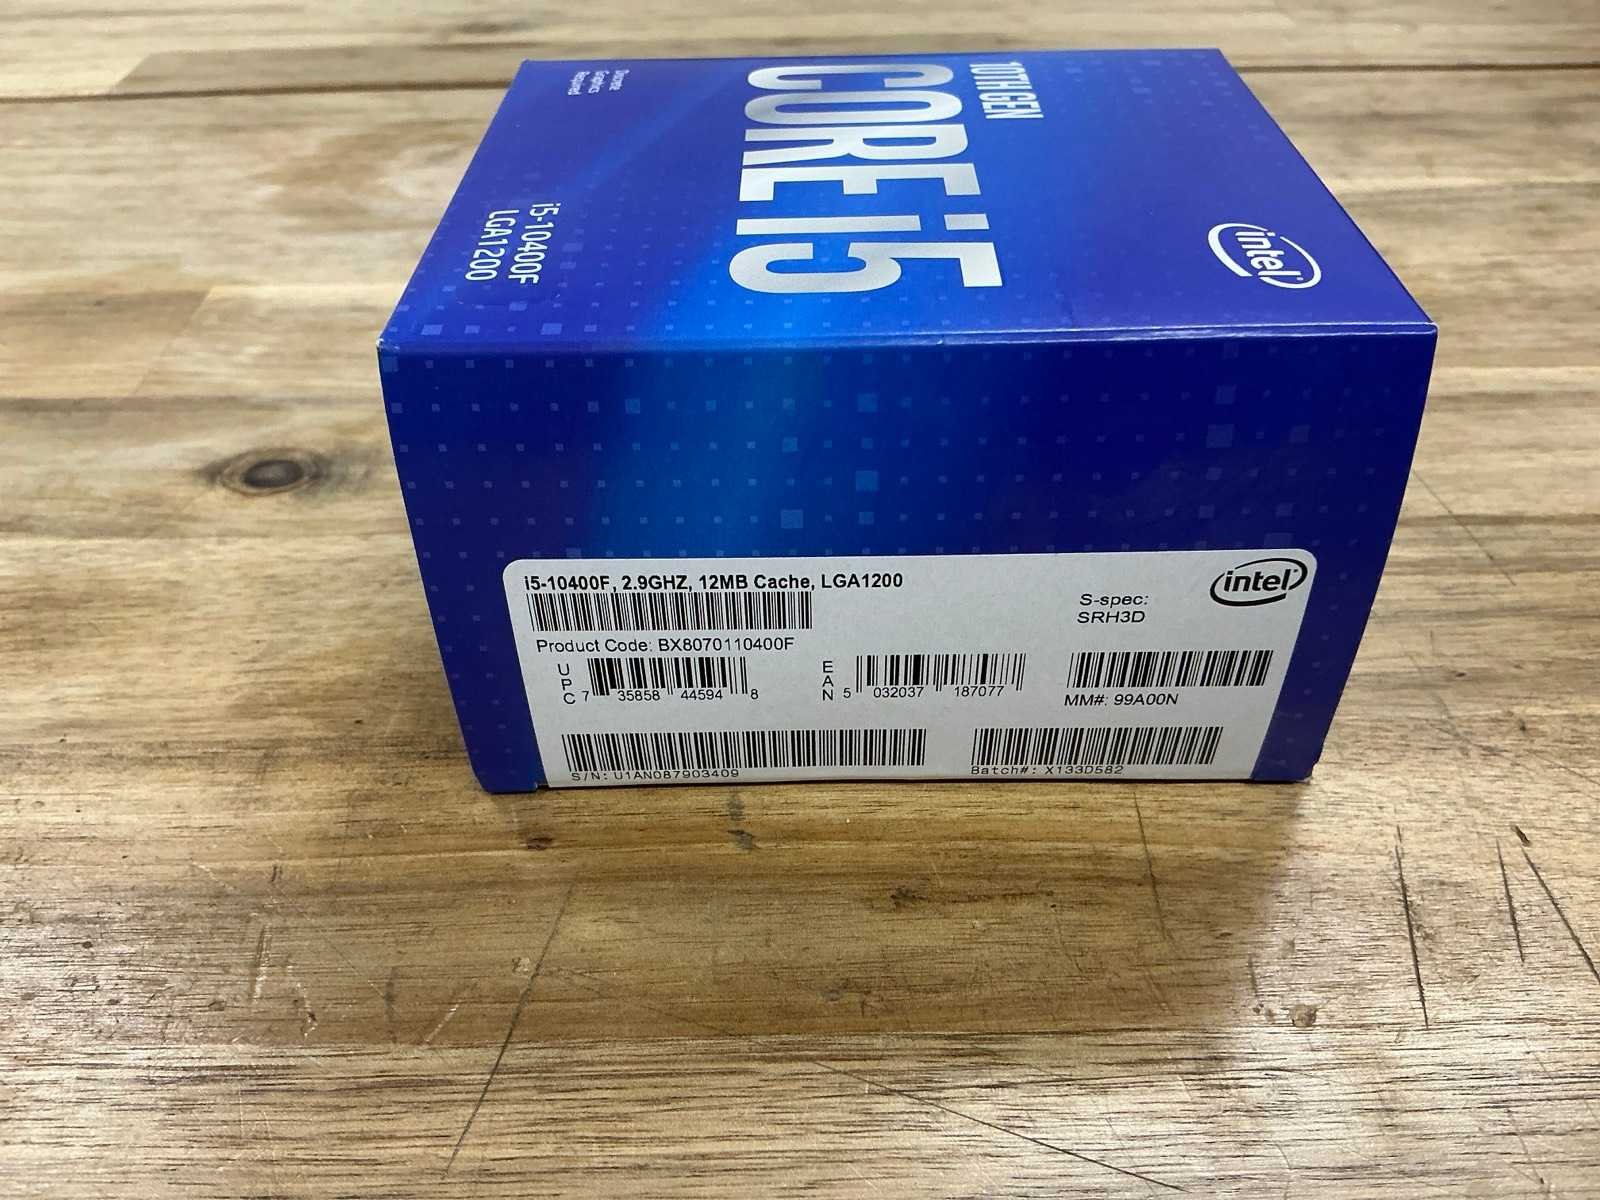 10TH GEN
CORE i5
intel
Discrete
Graphics
Required
i5-10400F
LGA1200
i5-10400F, 2.9GHZ, 12MB Cache, LGA1200
intel
S-spec:
SRH3D
Product Code: BX8070110400F
UPC 7 35858 44594 8
EAN 5 032037 187077
MM#: 99A00N
S/N: U1AN087903409
Batch#: X133D582